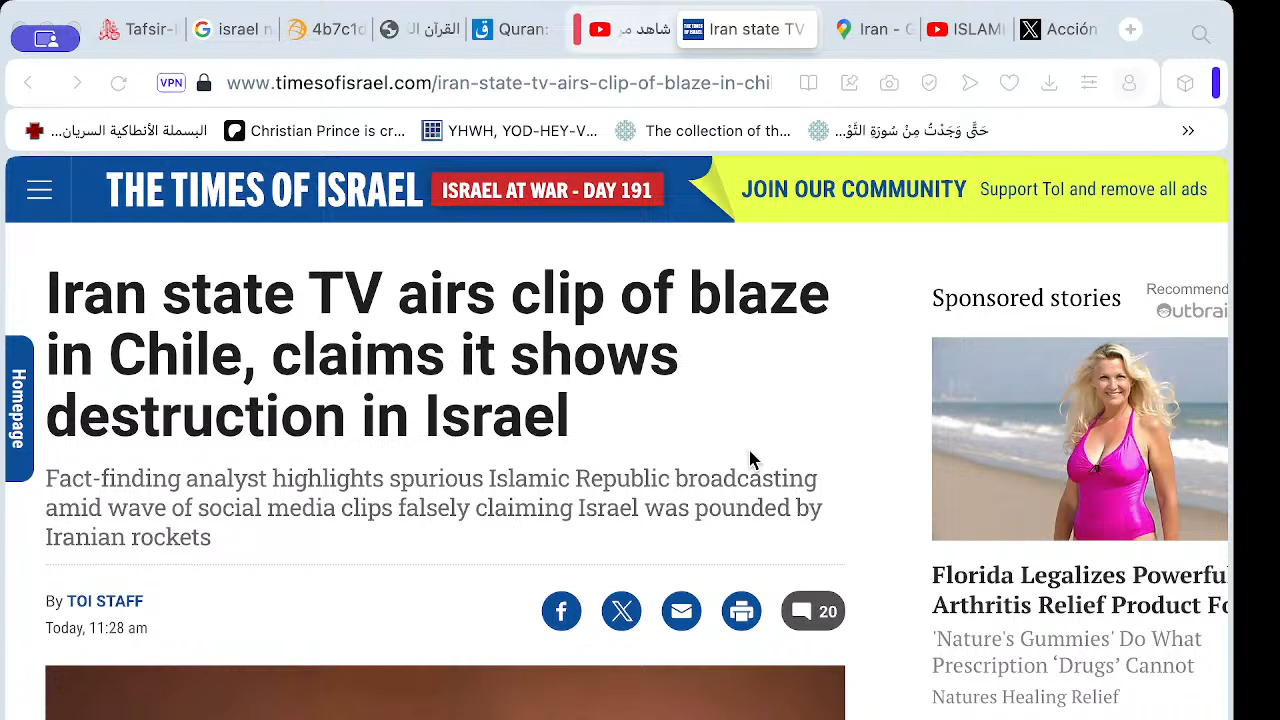 Tafsir-
israel n
4b7c1d
القرآن ال
Quran:
شاهد مر
Iran state TV
Iran - G
ISLAMI
Acción
VPN
www.timesofisrael.com/iran-state-tv-airs-clip-of-blaze-in-chi
البسملة الأنطاكية السريان...
Christian Prince is cr...
YHWH, YOD-HEY-V...
The collection of th...
حَتَّى وَجَدْتُ مِنْ سُورَةِ التَّوْ...
THE TIMES OF ISRAEL
ISRAEL AT WAR - DAY 191
JOIN OUR COMMUNITY
Support ToI and remove all ads
Homepage
Iran state TV airs clip of blaze
in Chile, claims it shows
destruction in Israel
Fact-finding analyst highlights spurious Islamic Republic broadcasting
amid wave of social media clips falsely claiming Israel was pounded by
Iranian rockets
By TOI STAFF
Today, 11:28 am
20
Sponsored stories
Recommend
Outbrai
Florida Legalizes Powerfu
Arthritis Relief Product Fo
'Nature's Gummies' Do What
Prescription ‘Drugs’ Cannot
Natures Healing Relief